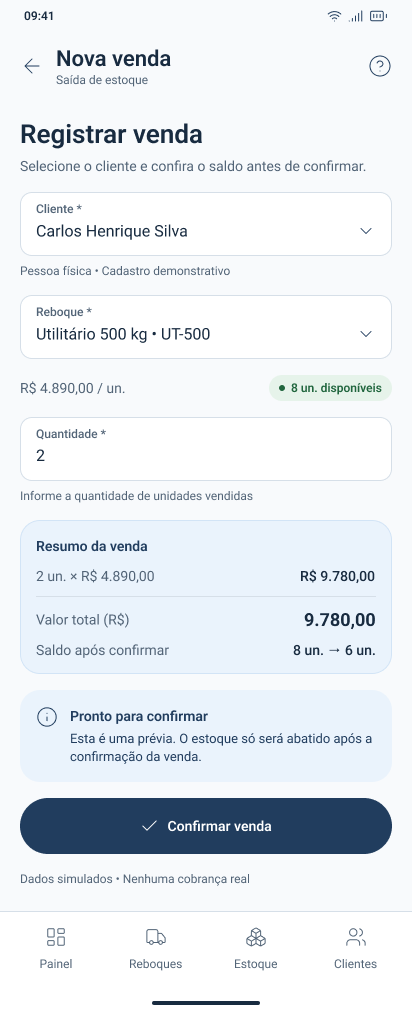 09:41
Nova venda
Saída de estoque
Registrar venda
Selecione o cliente e confira o saldo antes de confirmar.
Cliente *
Carlos Henrique Silva
Pessoa física • Cadastro demonstrativo
Reboque *
Utilitário 500 kg • UT-500
R$ 4.890,00 / un.
8 un. disponíveis
Quantidade *
2
Informe a quantidade de unidades vendidas
Resumo da venda
2 un. × R$ 4.890,00 R$ 9.780,00
Valor total (R$) 9.780,00
Saldo após confirmar 8 un. → 6 un.
Pronto para confirmar
Esta é uma prévia. O estoque só será abatido após a
confirmação da venda.
Confirmar venda
Dados simulados • Nenhuma cobrança real
Painel Reboques Estoque Clientes